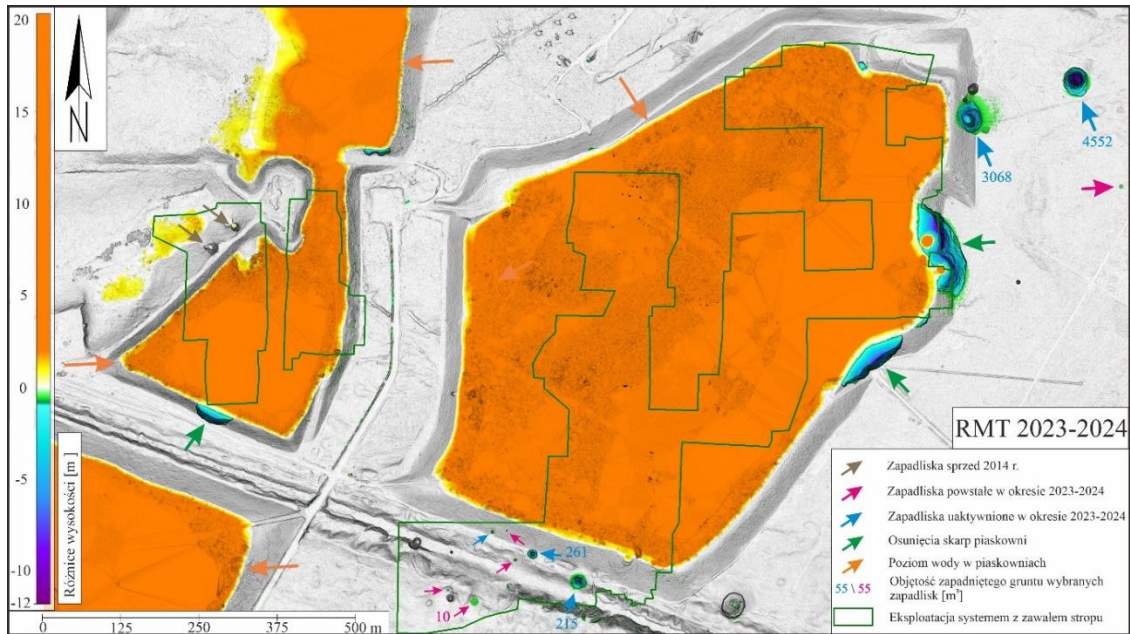 20
15
10
5
0
-5
-10
-12
Różnice wysokości [m ]
N
0
125
250
375
500 m
4552
3068
261
215
10
RMT 2023-2024
Zapadliska sprzed 2014 r.
Zapadliska powstałe w okresie 2023-2024
Zapadliska uaktywnione w okresie 2023-2024
Osunięcia skarp piaskowni
Poziom wody w piaskowniach
55 \ 55 Objętość zapadniętego gruntu wybranych
zapadlisk [m³]
Eksploatacja systemem z zawałem stropu